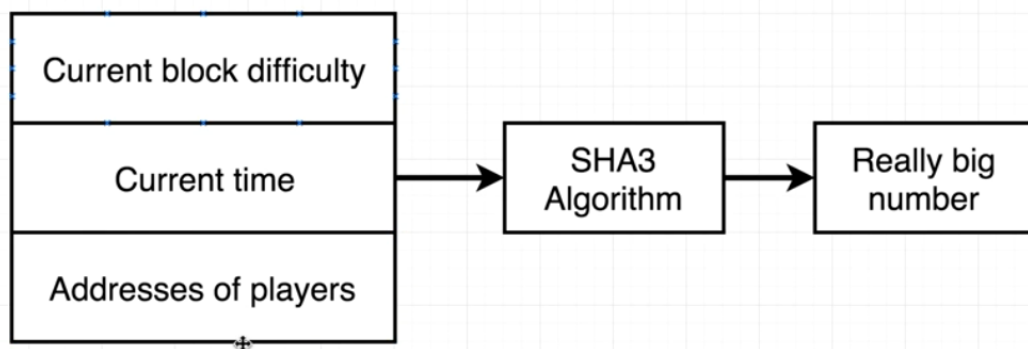 Current block difficulty
Current time
Addresses of players
SHA3
Algorithm
Really big
number